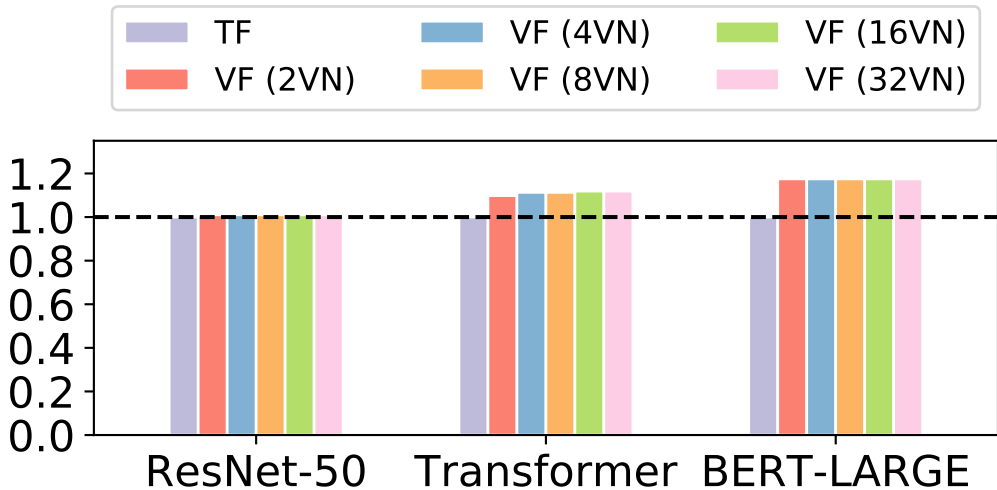 TF VF (4VN) VF (16VN)
VF (2VN) VF (8VN) VF (32VN)
1.2
1.0
0.8
0.6
0.4
0.2
0.0
ResNet-50 Transformer BERT-LARGE